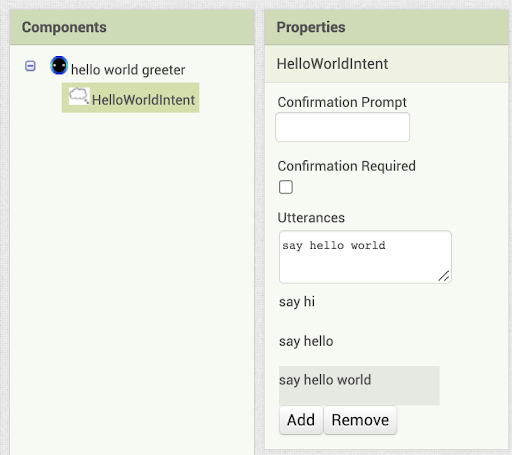 Components
hello world greeter
HelloWorldIntent
Properties
HelloWorldIntent
Confirmation Prompt
Confirmation Required
Utterances
say hello world
say hi
say hello
say hello world
Add Remove